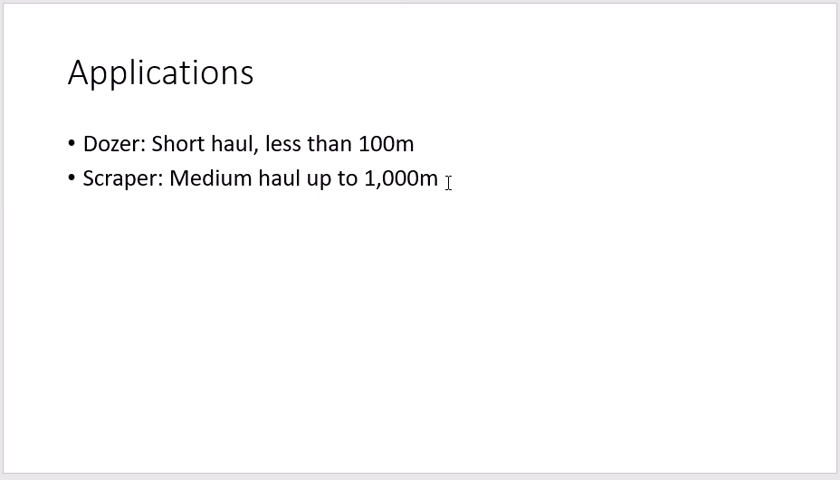 Applications
• Dozer: Short haul, less than 100m
• Scraper: Medium haul up to 1,000m